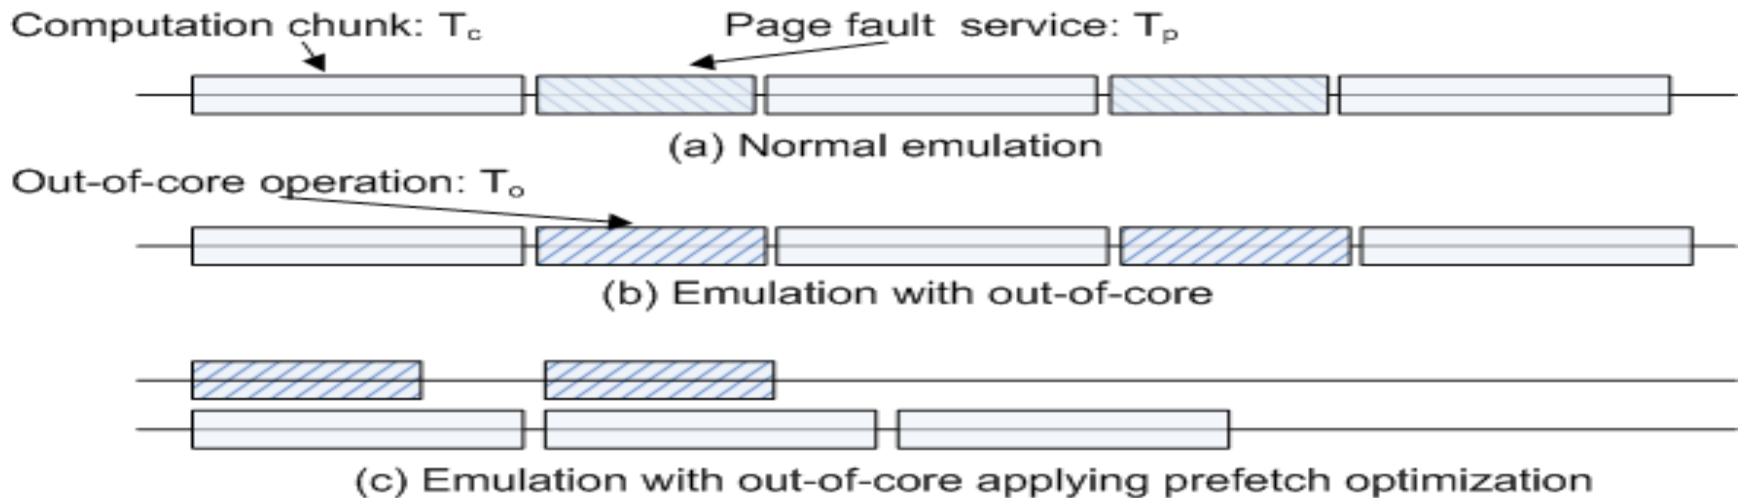 Computation chunk: Tc
Page fault service: Tp
(a) Normal emulation
Out-of-core operation: To
(b) Emulation with out-of-core
(c) Emulation with out-of-core applying prefetch optimization